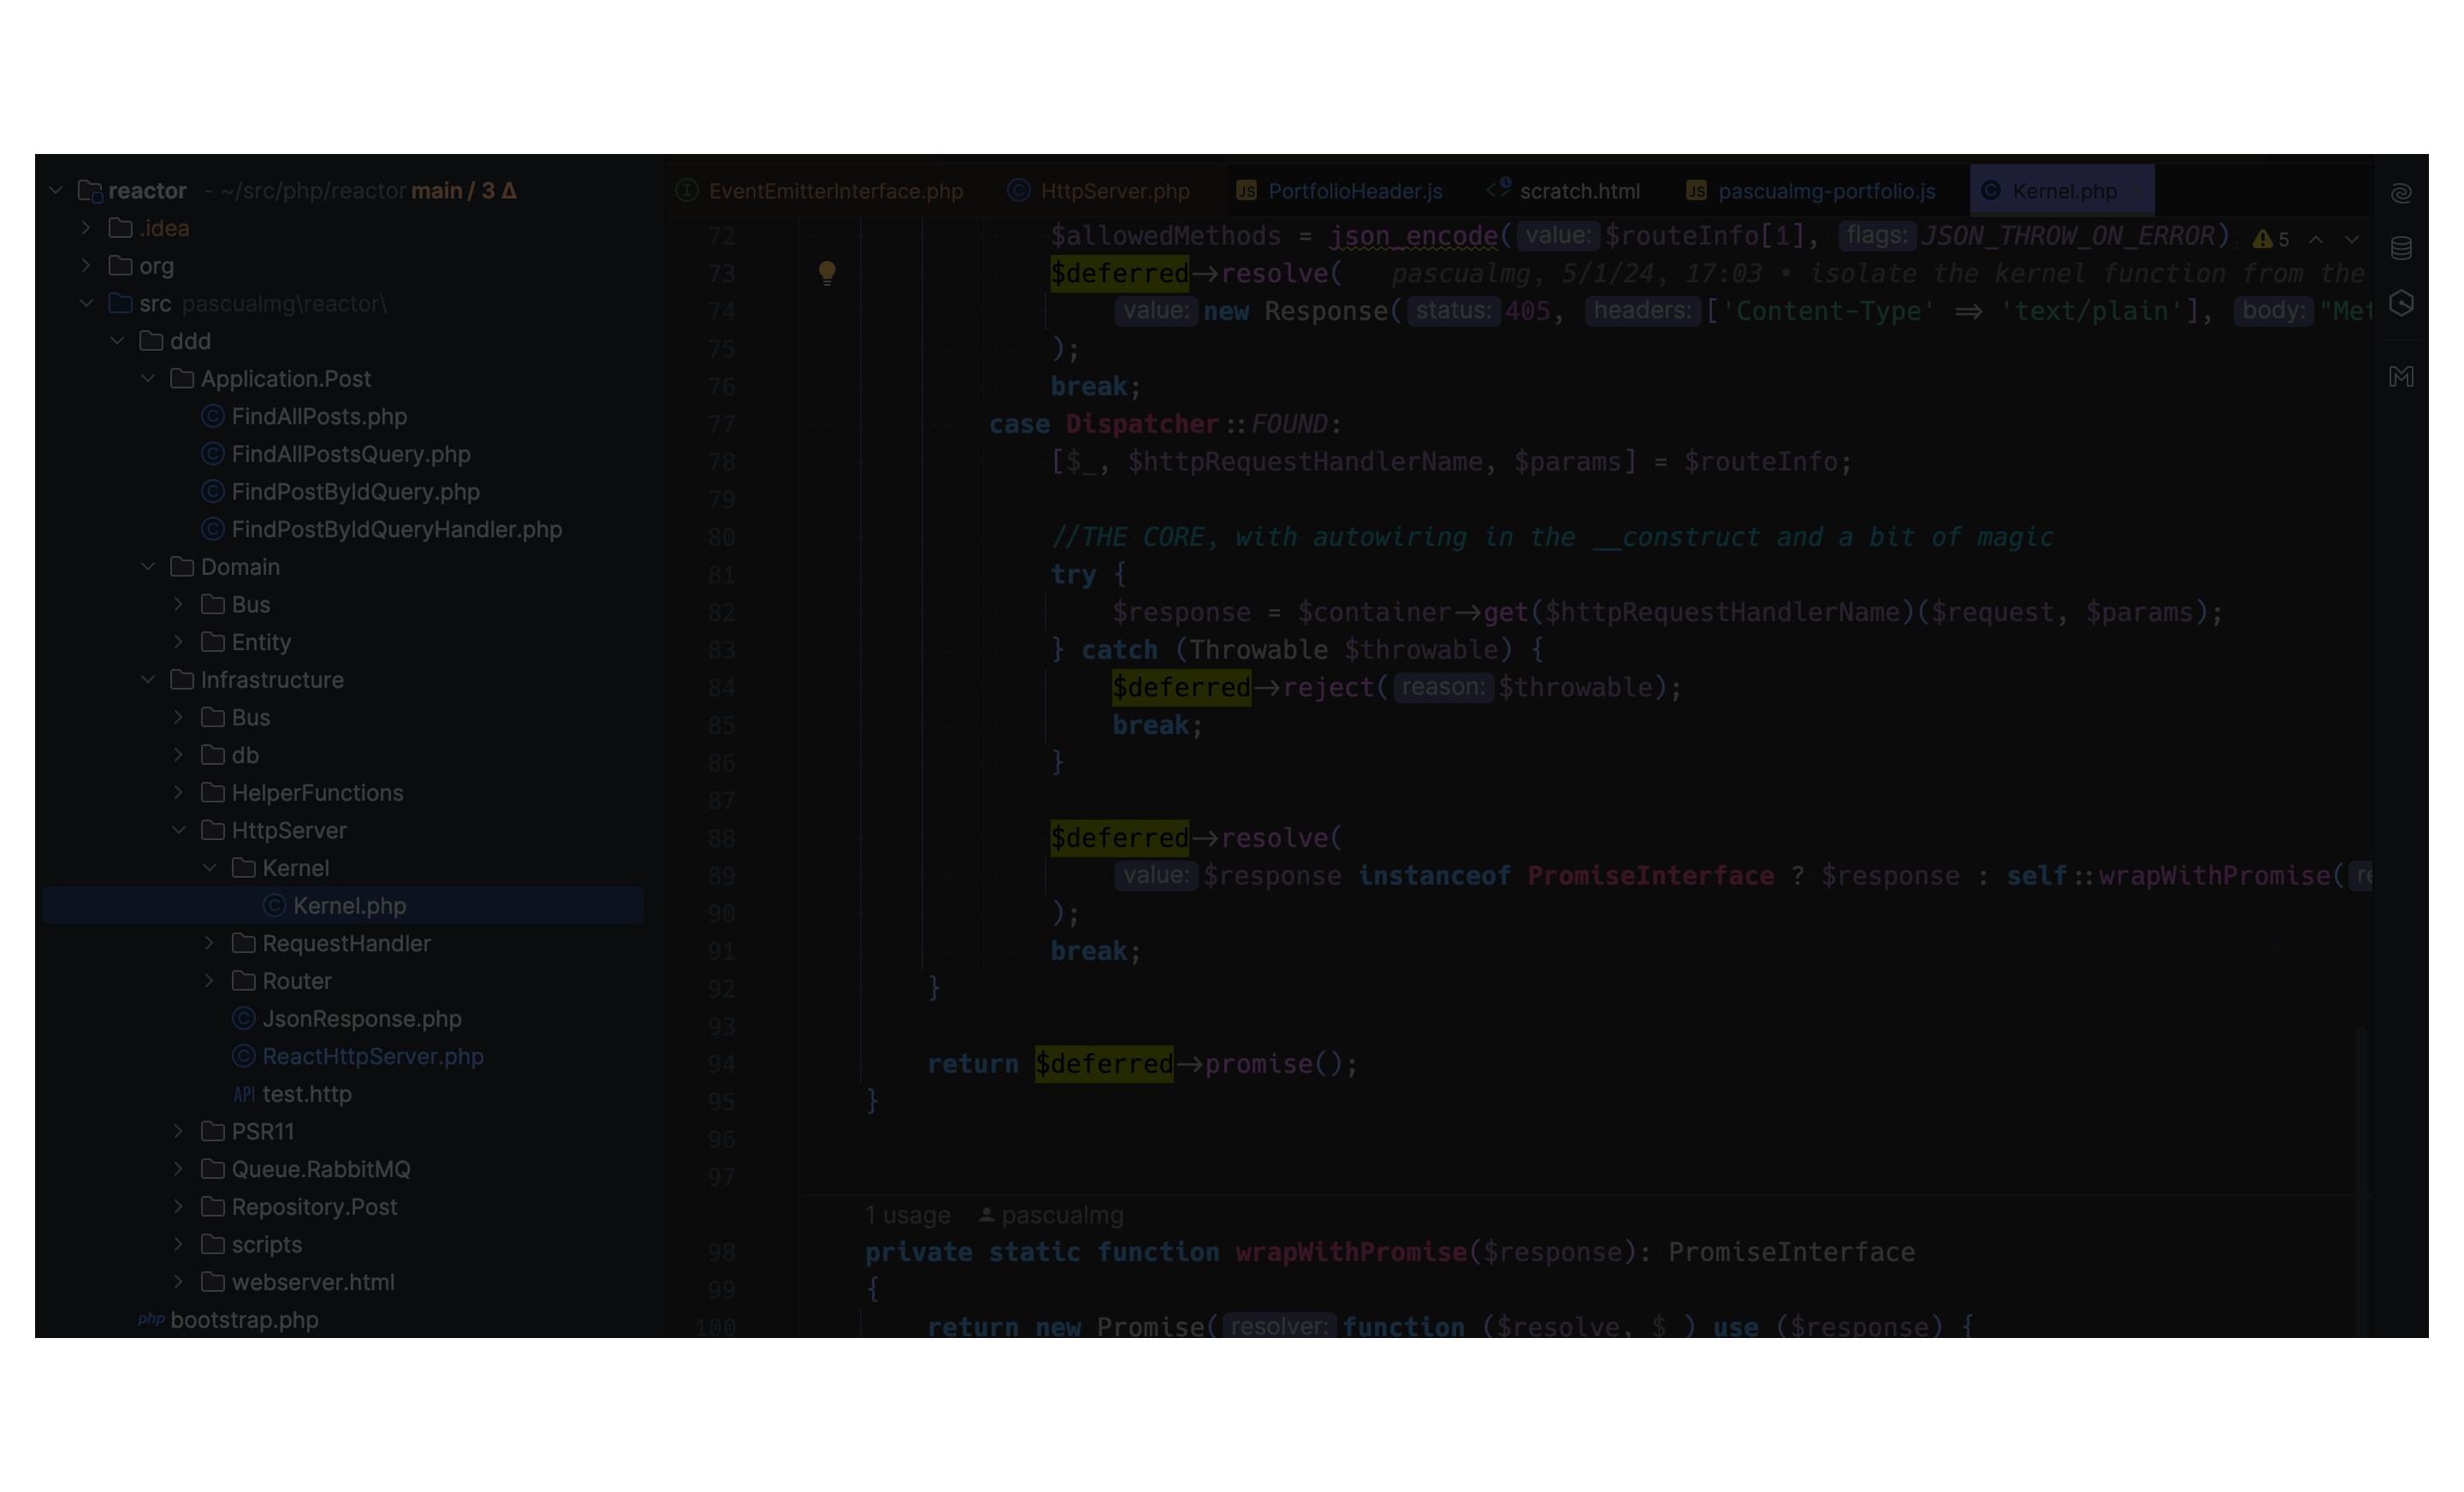 reactor - ~/src/php/reactor main / 3 Δ
.idea
org
src pascualmg\reactor\
ddd
Application.Post
FindAllPosts.php
FindAllPostsQuery.php
FindPostByIdQuery.php
FindPostByIdQueryHandler.php
Domain
Bus
Entity
Infrastructure
Bus
db
HelperFunctions
HttpServer
Kernel
Kernel.php
RequestHandler
Router
JsonResponse.php
ReactHttpServer.php
API test.http
PSR11
Queue.RabbitMQ
Repository.Post
scripts
webserver.html
php bootstrap.php
EventEmitterInterface.php HttpServer.php JS PortfolioHeader.js scratch.html JS pascualmg-portfolio.js Kernel.php
72 $allowedMethods = json_encode( value: $routeInfo[1], flags: JSON_THROW_ON_ERROR) 5
73 $deferred→resolve( pascualmg, 5/1/24, 17:03 • isolate the kernel function from the
74 value: new Response( status: 405, headers: ['Content-Type' ⇒ 'text/plain'], body: "Met
75 );
76 break;
77 case Dispatcher::FOUND:
78 [$_, $httpRequestHandlerName, $params] = $routeInfo;
79
80 //THE CORE, with autowiring in the __construct and a bit of magic
81 try {
82 $response = $container→get($httpRequestHandlerName)($request, $params);
83 } catch (Throwable $throwable) {
84 $deferred→reject( reason: $throwable);
85 break;
86 }
87
88 $deferred→resolve(
89 value: $response instanceof PromiseInterface ? $response : self::wrapWithPromise( re
90 );
91 break;
92 }
93
94 return $deferred→promise();
95 }
96
97
1 usage pascualmg
98 private static function wrapWithPromise($response): PromiseInterface
99 {
100 return new Promise( resolver: function ($resolve, $_) use ($response) {